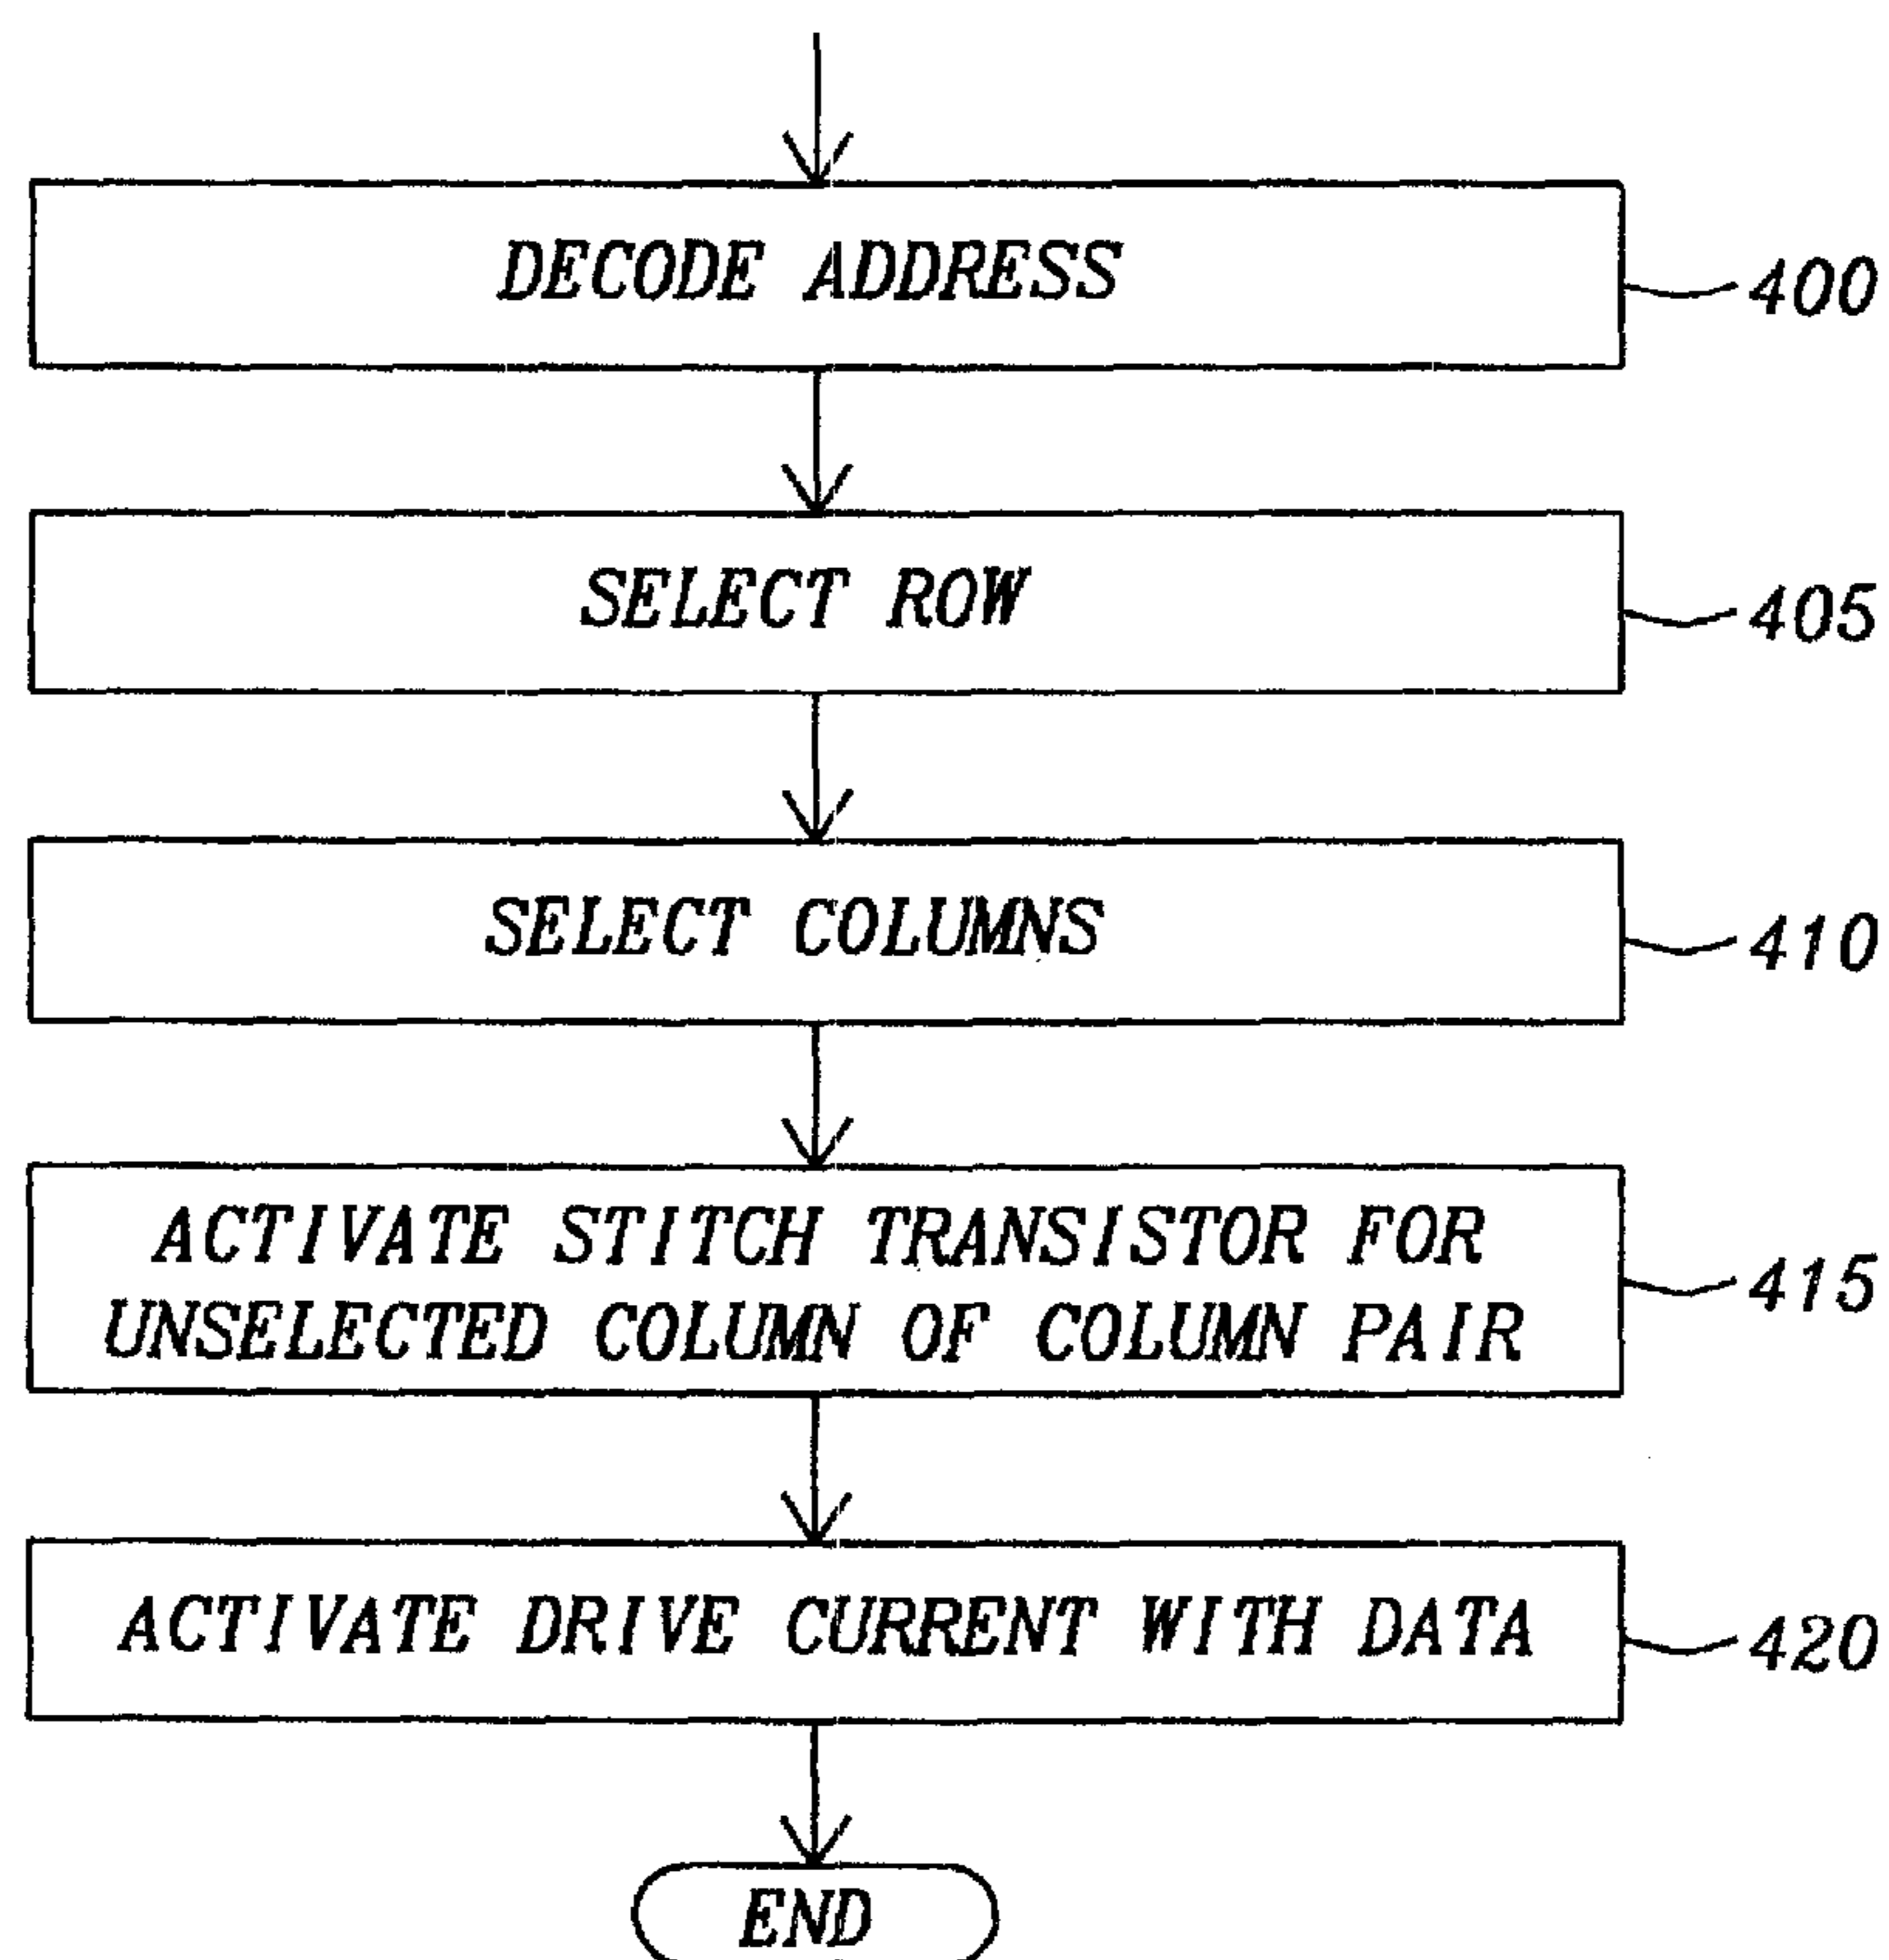 DECODE ADDRESS
400
SELECT ROW
405
SELECT COLUMNS
410
ACTIVATE STITCH TRANSISTOR FOR
UNSELECTED COLUMN OF COLUMN PAIR
415
ACTIVATE DRIVE CURRENT WITH DATA
420
END